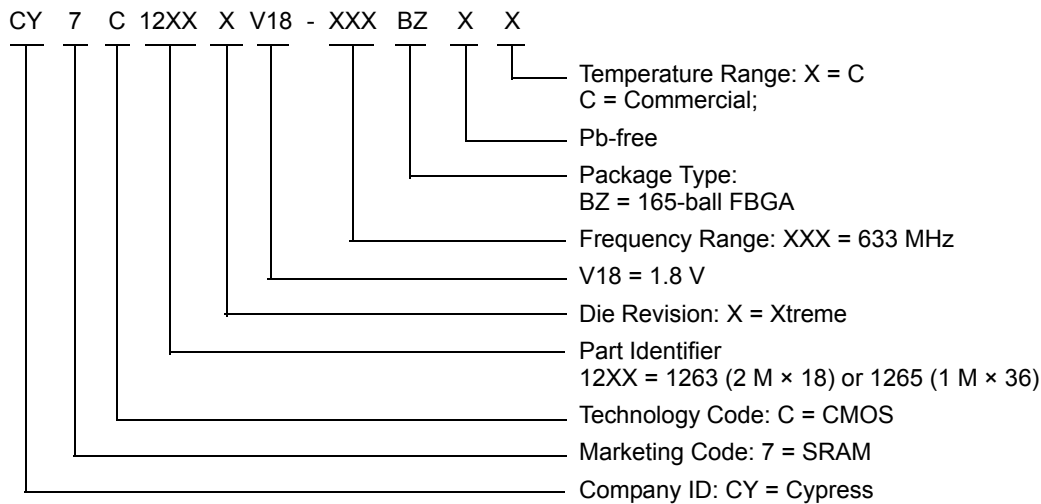 CY 7 C 12XX X V18 - XXX BZ X X
Temperature Range: X = C
C = Commercial;
Pb-free
Package Type:
BZ = 165-ball FBGA
Frequency Range: XXX = 633 MHz
V18 = 1.8 V
Die Revision: X = Xtreme
Part Identifier
12XX = 1263 (2 M × 18) or 1265 (1 M × 36)
Technology Code: C = CMOS
Marketing Code: 7 = SRAM
Company ID: CY = Cypress